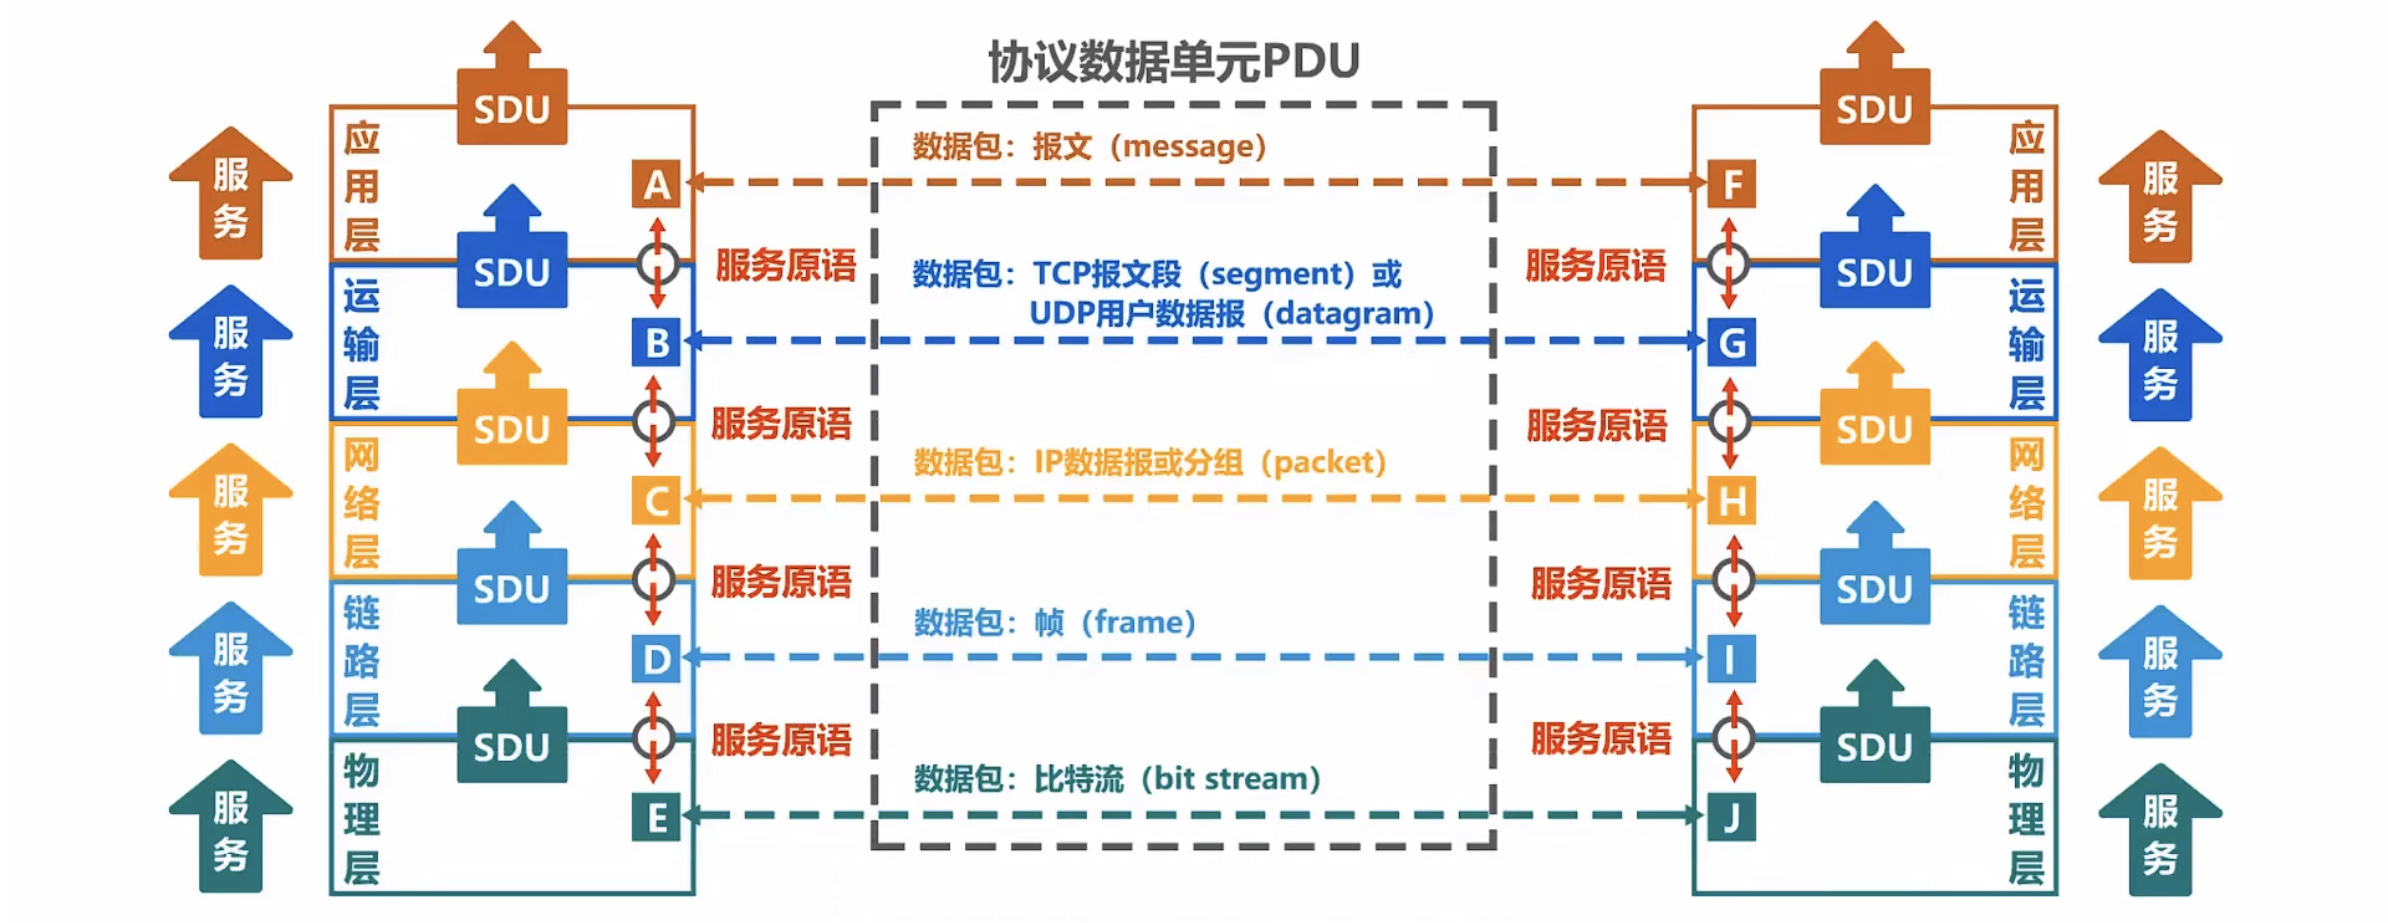 协议数据单元PDU
SDU
SDU
应用层
数据包：报文（message）
应用层
服务
A
F
服务
SDU
SDU
服务原语
服务原语
数据包：TCP报文段（segment）或
UDP用户数据报（datagram）
运输层
运输层
服务
B
G
服务
SDU
SDU
服务原语
服务原语
网络层
数据包：IP数据报或分组（packet）
网络层
服务
C
H
服务
SDU
SDU
服务原语
服务原语
链路层
数据包：帧（frame）
链路层
服务
D
I
服务
SDU
SDU
服务原语
服务原语
物理层
数据包：比特流（bit stream）
物理层
服务
E
J
服务